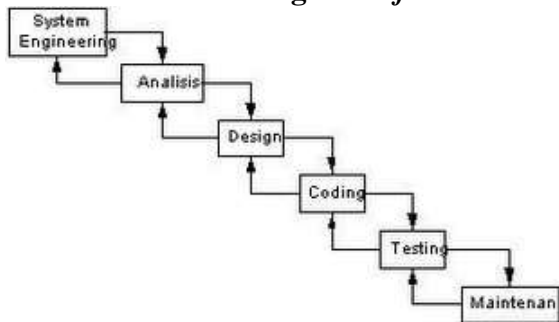 System
Engineering
Analisis
Design
Coding
Testing
Maintenan